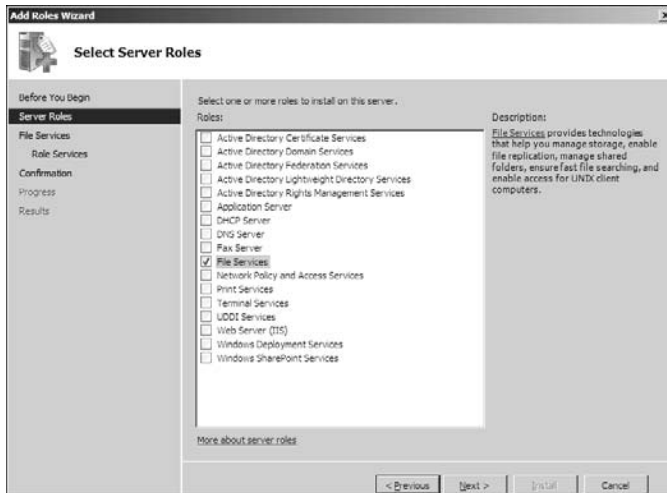 Add Roles Wizard
Select Server Roles
Before You Begin
Server Roles
File Services
Role Services
Confirmation
Progress
Results
Select one or more roles to install on this server.
Roles:
Active Directory Certificate Services
Active Directory Domain Services
Active Directory Federation Services
Active Directory Lightweight Directory Services
Active Directory Rights Management Services
Application Server
DHCP Server
DNS Server
Fax Server
File Services
Network Policy and Access Services
Print Services
Terminal Services
UDDI Services
Web Server (IIS)
Windows Deployment Services
Windows SharePoint Services
More about server roles
Description:
File Services provides technologies
that help you manage storage, enable
file replication, manage shared
folders, ensure fast file searching, and
enable access for UNIX client
computers.
< Previous
Next >
Install
Cancel